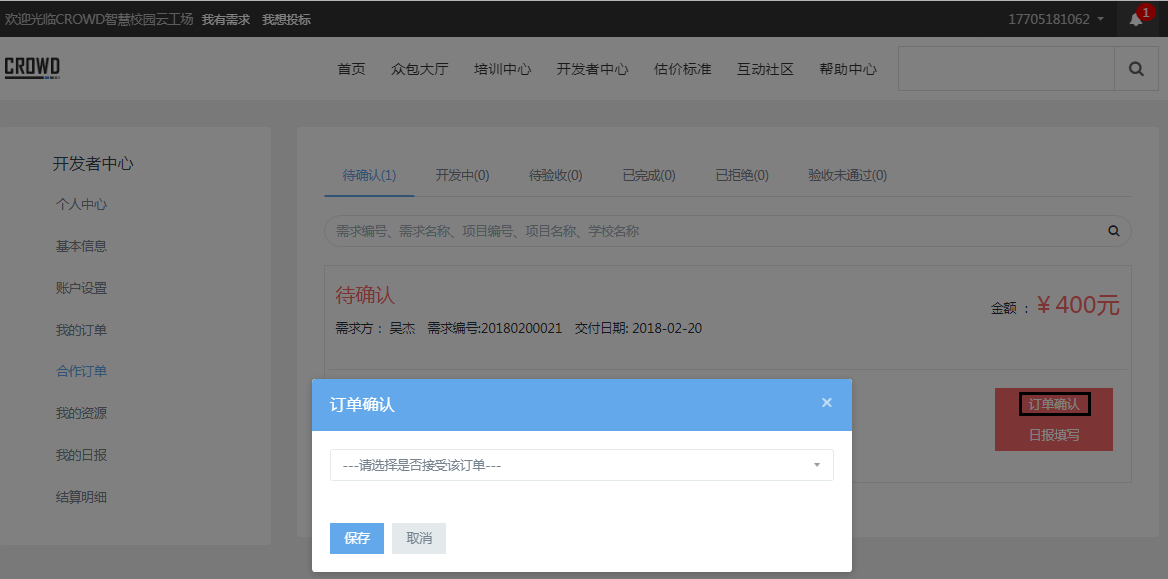 欢迎光临CROWD智慧校园云工场 我有需求 我想投标 17705181062 1
CROWD 首页 众包大厅 培训中心 开发者中心 估价标准 互动社区 帮助中心
开发者中心
个人中心
基本信息
账户设置
我的订单
合作订单
我的资源
我的日报
结算明细
待确认(1) 开发中(0) 待验收(0) 已完成(0) 已拒绝(0) 验收未通过(0)
需求编号、需求名称、项目编号、项目名称、学校名称
待确认
金额 ： ¥ 400元
需求方： 吴杰 需求编号:20180200021 交付日期: 2018-02-20
订单确认
日报填写
订单确认 ×
---请选择是否接受该订单---
保存 取消